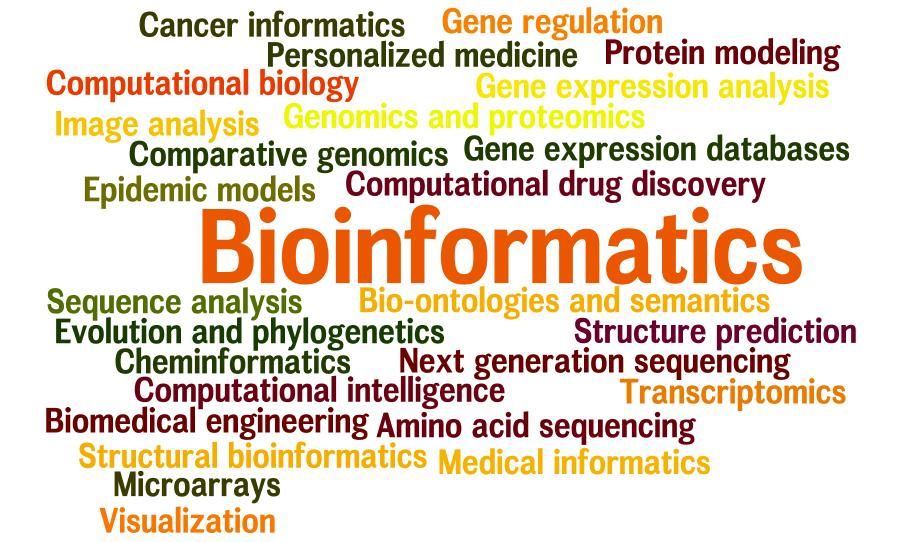 Cancer informatics Gene regulation
Personalized medicine Protein modeling
Computational biology Gene expression analysis
Image analysis Genomics and proteomics
Comparative genomics Gene expression databases
Epidemic models Computational drug discovery
Bioinformatics
Sequence analysis Bio-ontologies and semantics
Evolution and phylogenetics Structure prediction
Cheminformatics Next generation sequencing
Computational intelligence Transcriptomics
Biomedical engineering Amino acid sequencing
Structural bioinformatics Medical informatics
Microarrays
Visualization